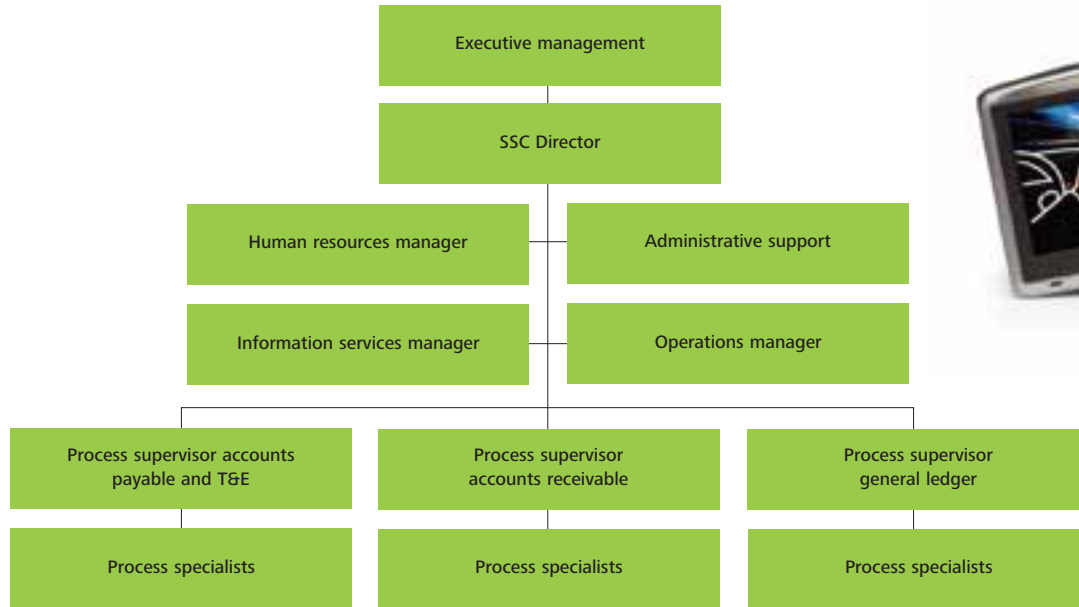 Executive management
SSC Director
Human resources manager
Administrative support
Information services manager
Operations manager
Process supervisor accounts
payable and T&E
Process supervisor
accounts receivable
Process supervisor
general ledger
Process specialists
Process specialists
Process specialists